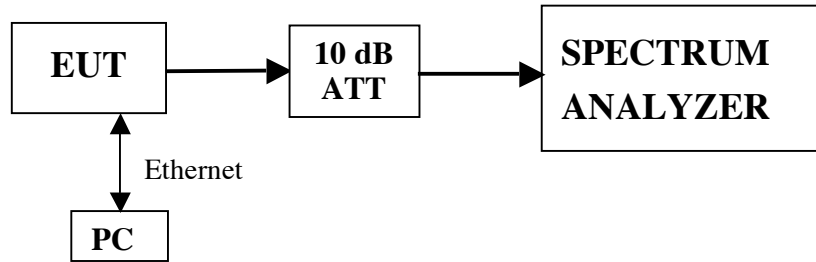 EUT
10 dB
ATT
SPECTRUM
ANALYZER
Ethernet
PC